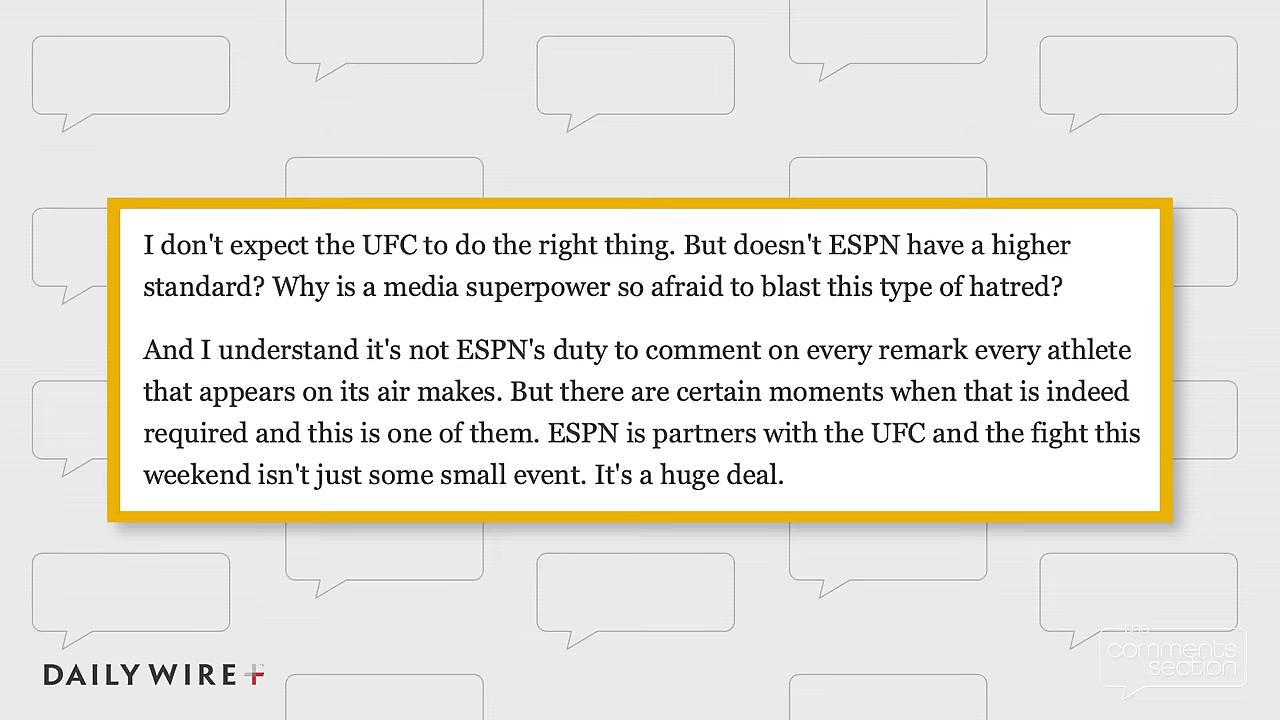 I don't expect the UFC to do the right thing. But doesn't ESPN have a higher
standard? Why is a media superpower so afraid to blast this type of hatred?
And I understand it's not ESPN's duty to comment on every remark every athlete
that appears on its air makes. But there are certain moments when that is indeed
required and this is one of them. ESPN is partners with the UFC and the fight this
weekend isn't just some small event. It's a huge deal.
DAILY WIRE+
the
comments
section